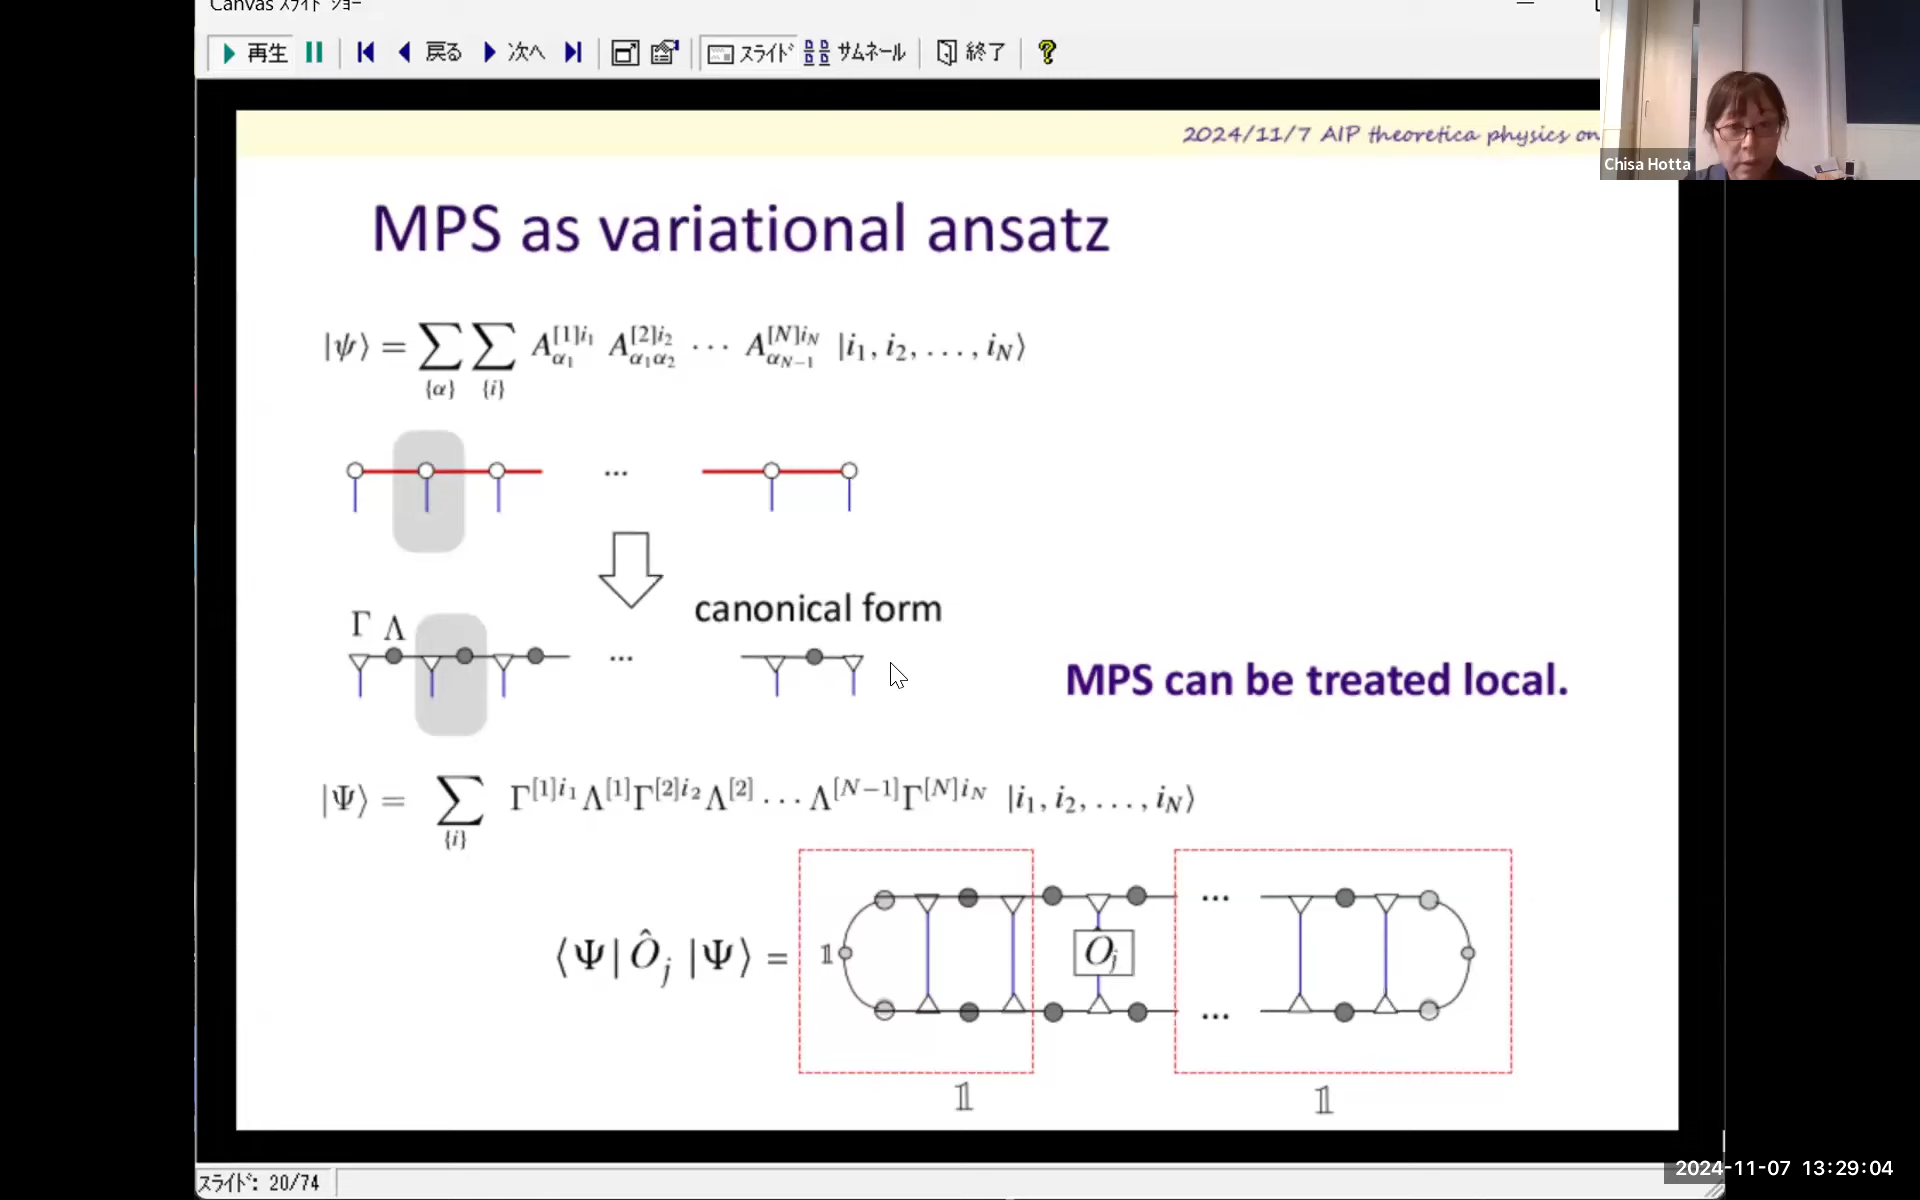 Canvas スライド ショー
再生 戻る 次へ スライド サムネール 終了 ?
2024/11/7 AIP theoretica physics on
Chisa Hotta
MPS as variational ansatz
|ψ⟩ = ∑_{α} ∑_{i} A^{[1]i_1}_{α_1} A^{[2]i_2}_{α_1α_2} ⋯ A^{[N]i_N}_{α_{N−1}} |i_1, i_2, . . . , i_N⟩
...
canonical form
Γ Λ
...
MPS can be treated local.
|Ψ⟩ = ∑_{i} Γ^{[1]i_1}Λ^{[1]}Γ^{[2]i_2}Λ^{[2]} ⋯ Λ^{[N−1]}Γ^{[N]i_N} |i_1, i_2, . . . , i_N⟩
...
⟨Ψ| Ô_j |Ψ⟩ = 𝟙 O_j
...
𝟙 𝟙
2024-11-07 13:29:04
スライド: 20/74